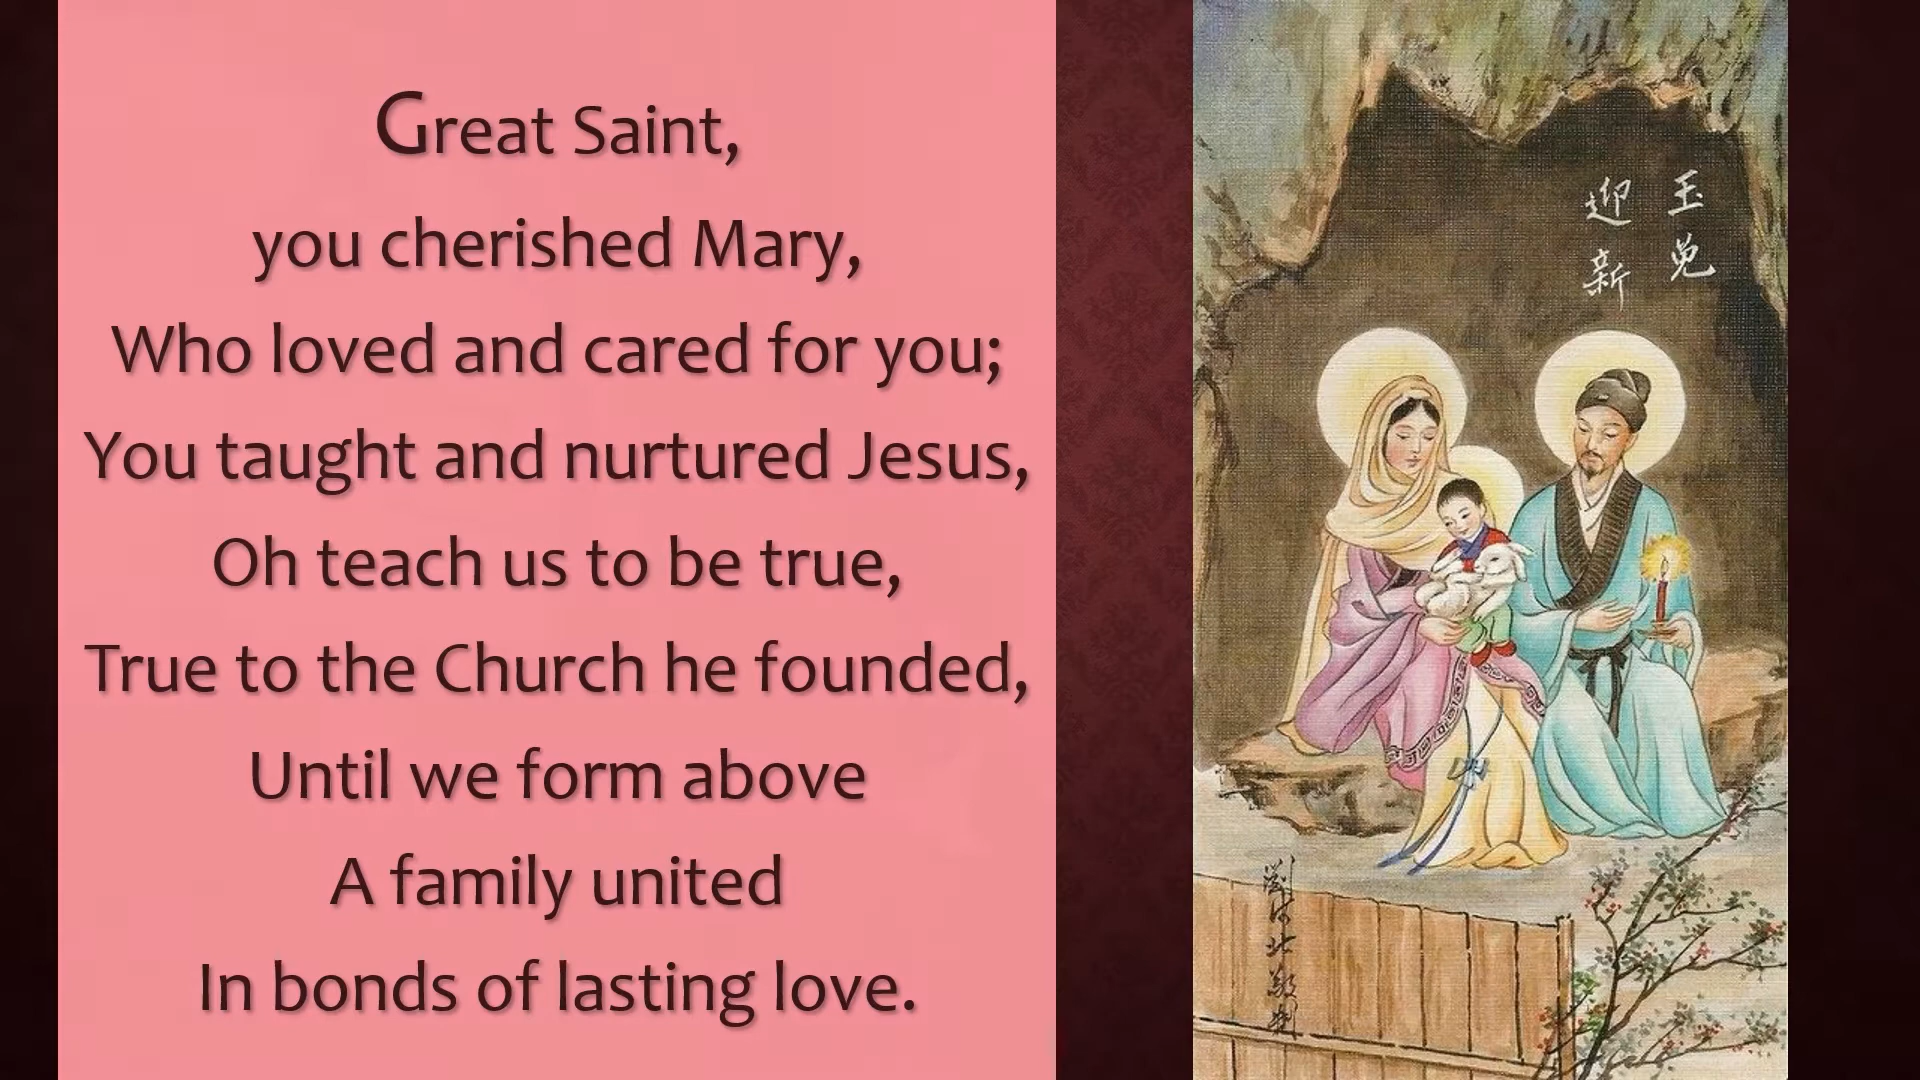 Great Saint,
you cherished Mary,
Who loved and cared for you;
You taught and nurtured Jesus,
Oh teach us to be true,
True to the Church he founded,
Until we form above
A family united
In bonds of lasting love.
玉兔
迎新